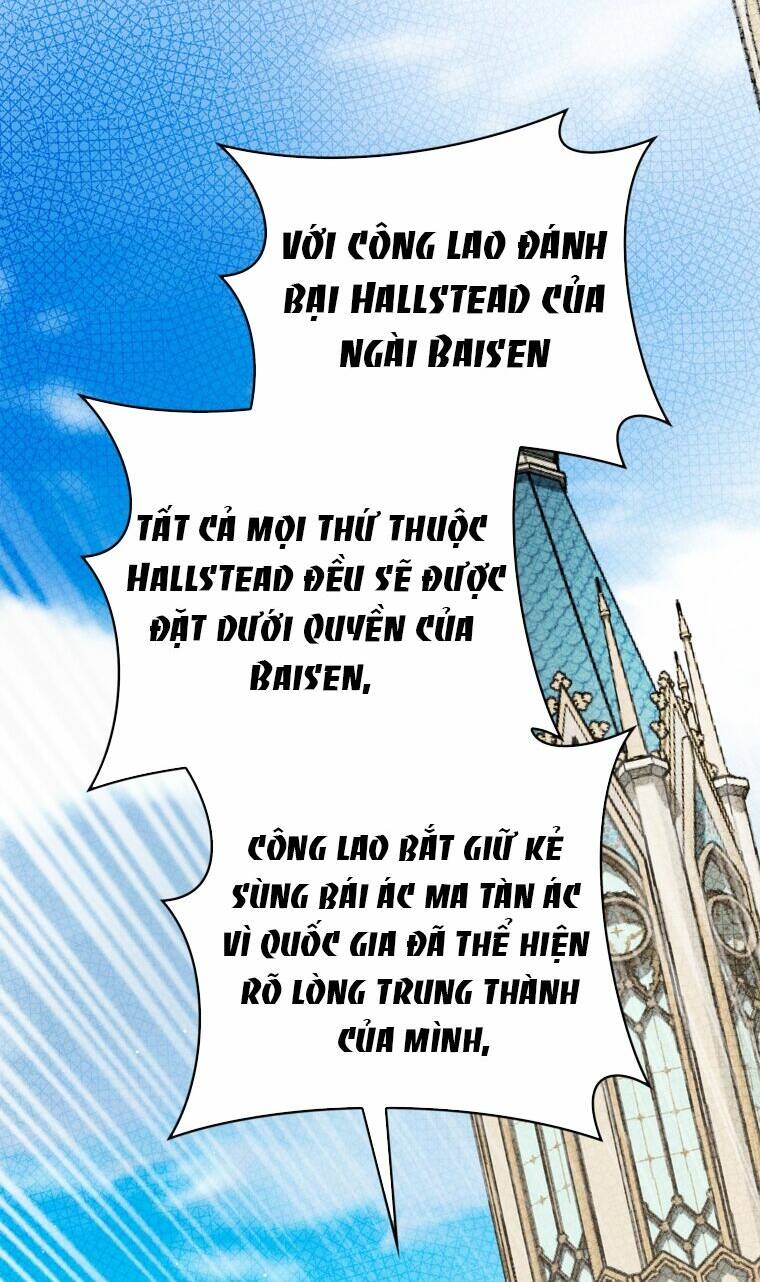 VỚI CÔNG LAO ĐÁNH
BẠI HALLSTEAD CỦA
NGÀI BAISEN
TẤT CẢ MỌI THỨ THUỘC
HALLSTEAD ĐỀU SẼ ĐƯỢC
ĐẶT DƯỚI QUYỀN CỦA
BAISEN,
CÔNG LAO BẮT GIỮ KẺ
SÙNG BÁI ÁC MA TÀN ÁC
VÌ QUỐC GIA ĐÃ THỂ HIỆN
RÕ LÒNG TRUNG THÀNH
CỦA MÌNH,